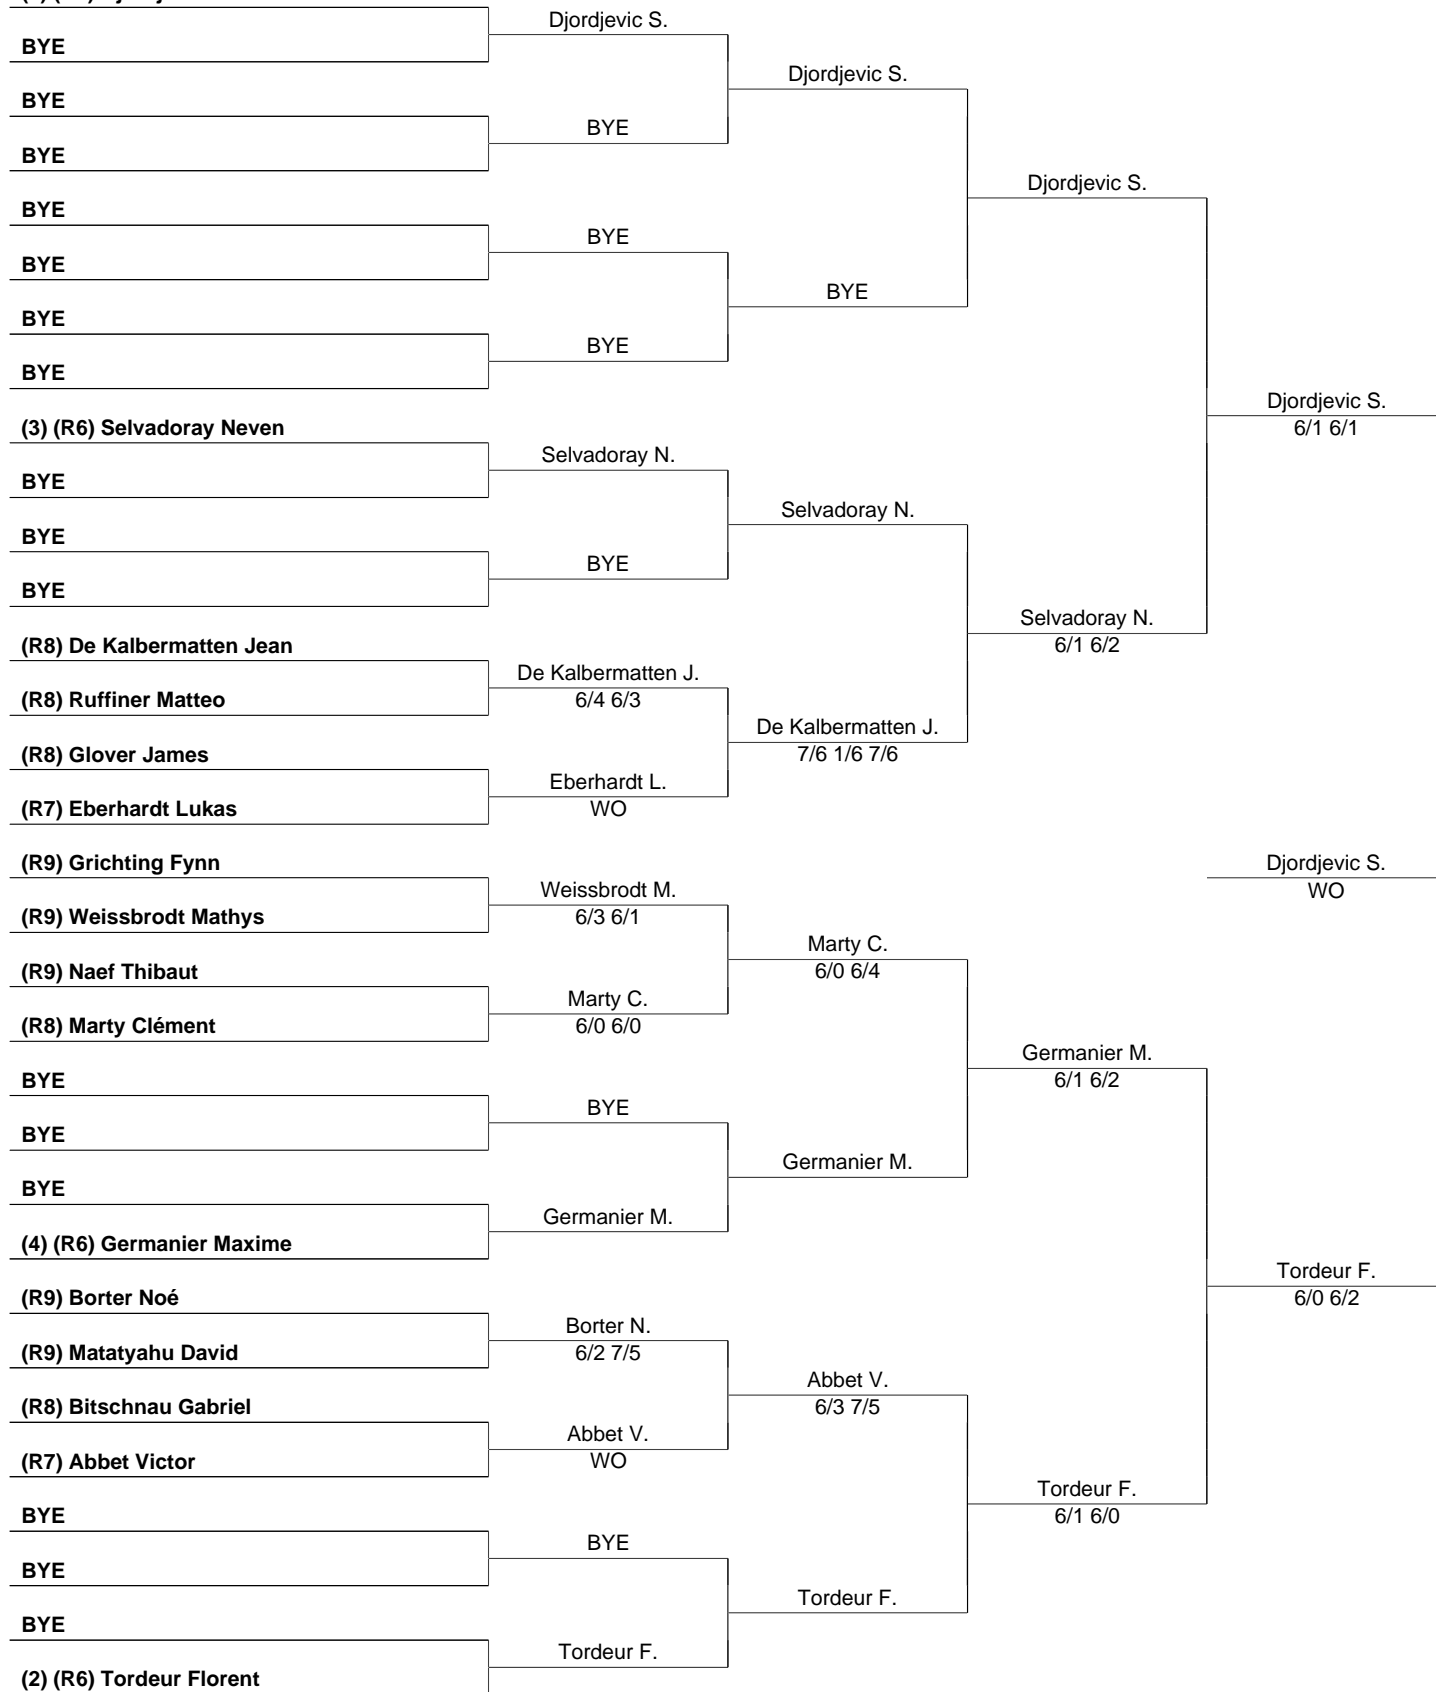 BYE
BYE
BYE
BYE
BYE
BYE
BYE
(3) (R6) Selvadoray Neven
BYE
BYE
BYE
(R8) De Kalbermatten Jean
(R8) Ruffiner Matteo
(R8) Glover James
(R7) Eberhardt Lukas
(R9) Grichting Fynn
(R9) Weissbrodt Mathys
(R9) Naef Thibaut
(R8) Marty Clément
BYE
BYE
BYE
(4) (R6) Germanier Maxime
(R9) Borter Noé
(R9) Matatyahu David
(R8) Bitschnau Gabriel
(R7) Abbet Victor
BYE
BYE
BYE
(2) (R6) Tordeur Florent
Djordjevic S.
BYE
BYE
BYE
Selvadoray N.
BYE
De Kalbermatten J.
6/4 6/3
Eberhardt L.
WO
Weissbrodt M.
6/3 6/1
Marty C.
6/0 6/0
BYE
Germanier M.
Borter N.
6/2 7/5
Abbet V.
WO
BYE
Tordeur F.
Djordjevic S.
BYE
Selvadoray N.
De Kalbermatten J.
7/6 1/6 7/6
Marty C.
6/0 6/4
Germanier M.
Abbet V.
6/3 7/5
Tordeur F.
Djordjevic S.
Selvadoray N.
6/1 6/2
Germanier M.
6/1 6/2
Tordeur F.
6/1 6/0
Djordjevic S.
6/1 6/1
Tordeur F.
6/0 6/2
Djordjevic S.
WO